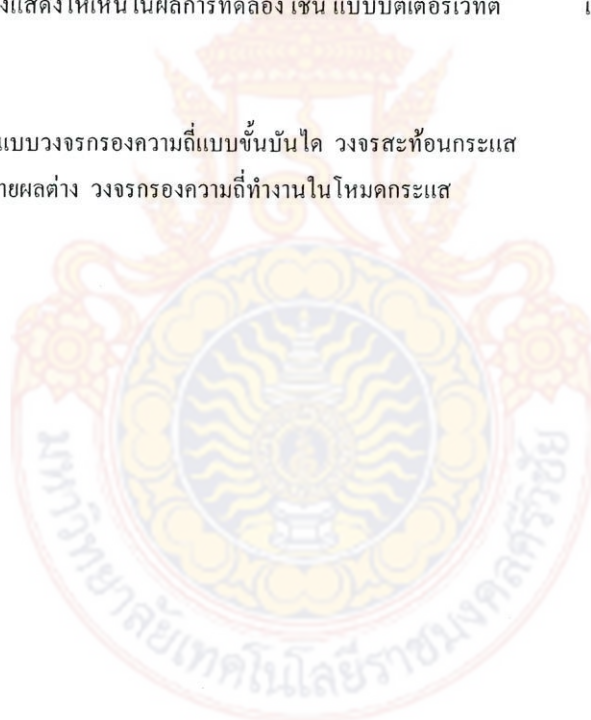 งแสดงให้เห็นในผลการทดลอง เช่น แบบบัตเตอร์เวิทต์
แบบวงจรกรองความถี่แบบขั้นบันได วงจรสะท้อนกระแส
ายผลต่าง วงจรกรองความถี่ทำงานในโหมดกระแส
มหาวิทยาลัยเทคโนโลยีราชมงคลศรีวิชัย